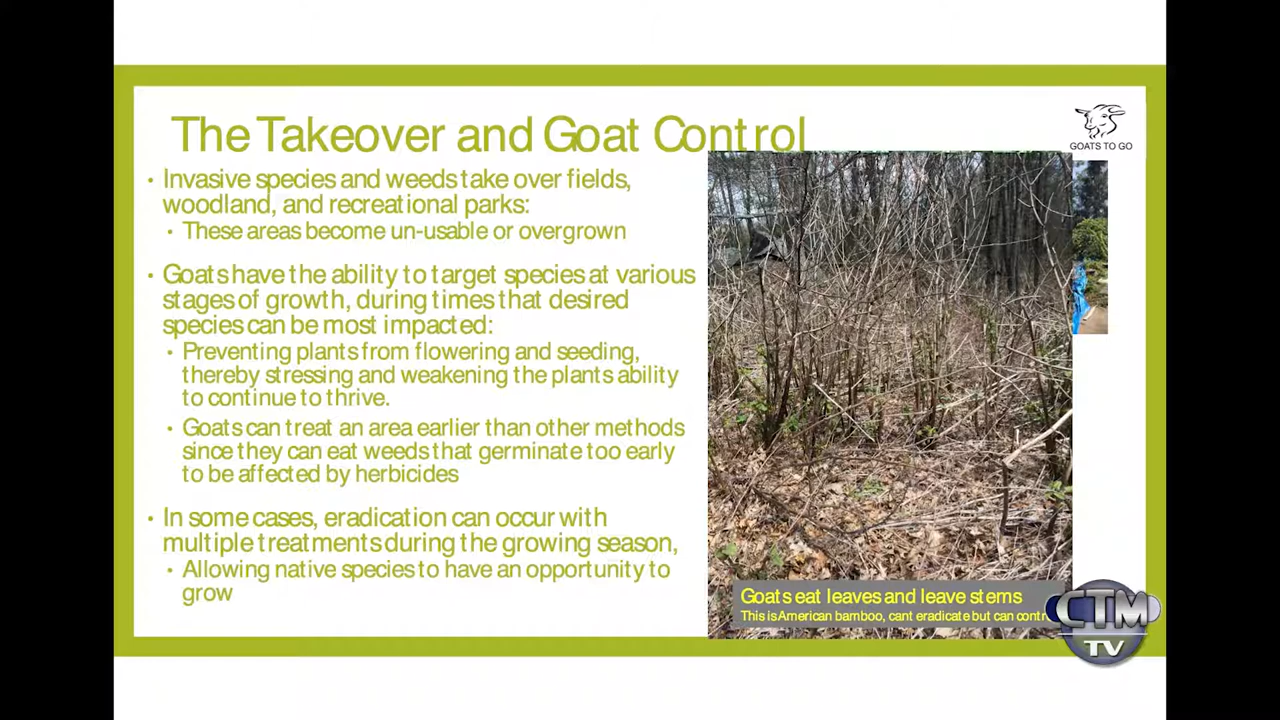 The Takeover and Goat Control
GOATS TO GO
• Invasive species and weeds take over fields,
woodland, and recreational parks:
• These areas become un-usable or overgrown
• Goats have the ability to target species at various
stages of growth, during times that desired
species can be most impacted:
• Preventing plants from flowering and seeding,
thereby stressing and weakening the plants ability
to continue to thrive.
• Goats can treat an area earlier than other methods
since they can eat weeds that germinate too early
to be affected by herbicides
• In some cases, eradication can occur with
multiple treatments during the growing season,
• Allowing native species to have an opportunity to
grow
Goats eat leaves and leave stems
This is American bamboo, cant eradicate but can
CTM
TV